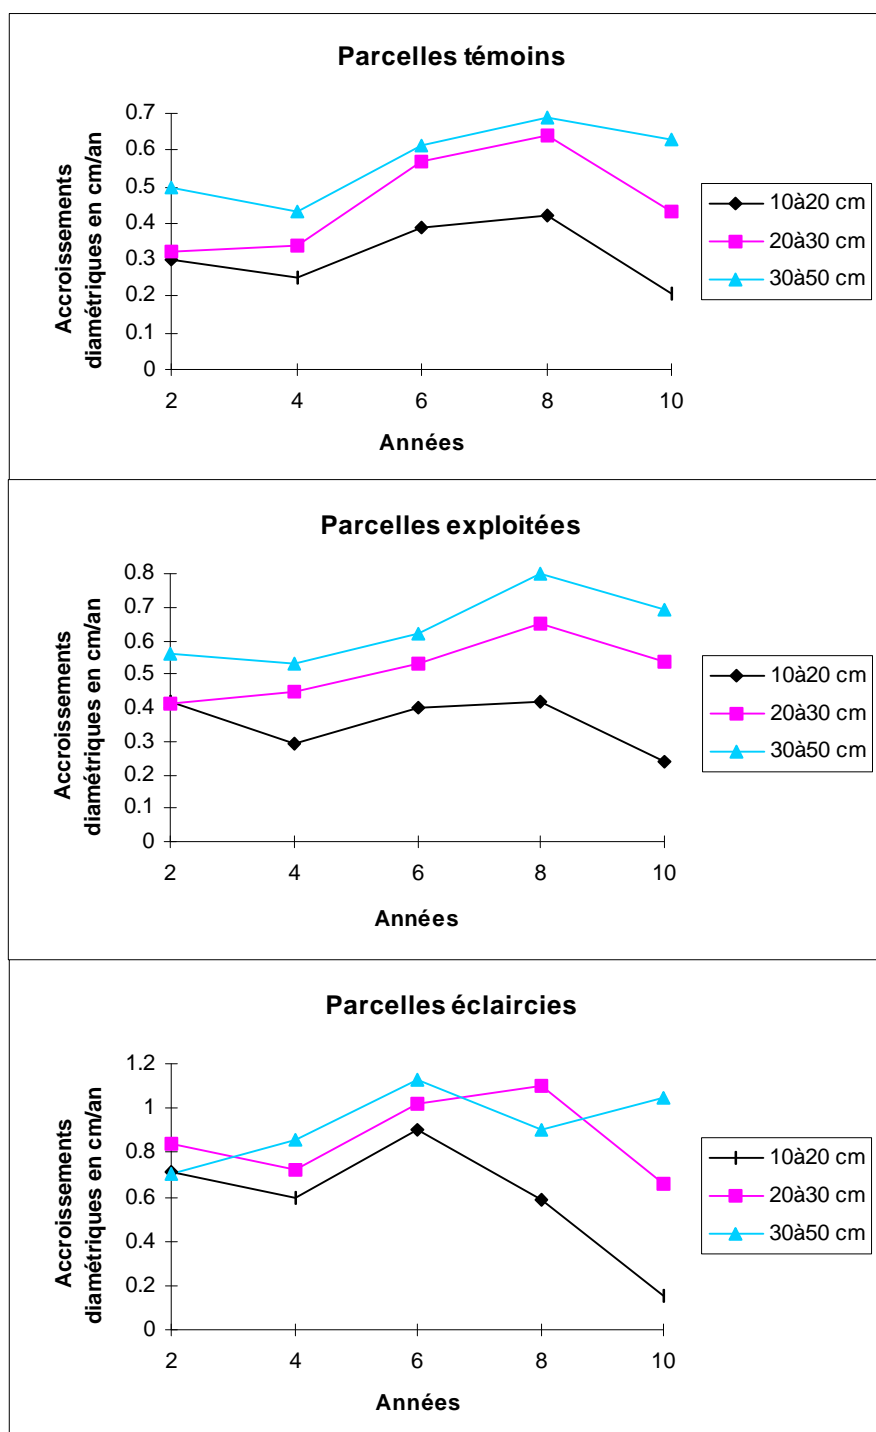 Parcelles témoins
Accroissements
diamétriques en cm/an
0.7
0.6
0.5
0.4
0.3
0.2
0.1
0
2 4 6 8 10
Années
10à20 cm
20à30 cm
30à50 cm
Parcelles exploitées
Accroissements
diamétriques en cm/an
0.8
0.7
0.6
0.5
0.4
0.3
0.2
0.1
0
2 4 6 8 10
Années
10à20 cm
20à30 cm
30à50 cm
Parcelles éclaircies
Accroissements
diamétriques en cm/an
1.2
1
0.8
0.6
0.4
0.2
0
2 4 6 8 10
Années
10à20 cm
20à30 cm
30à50 cm